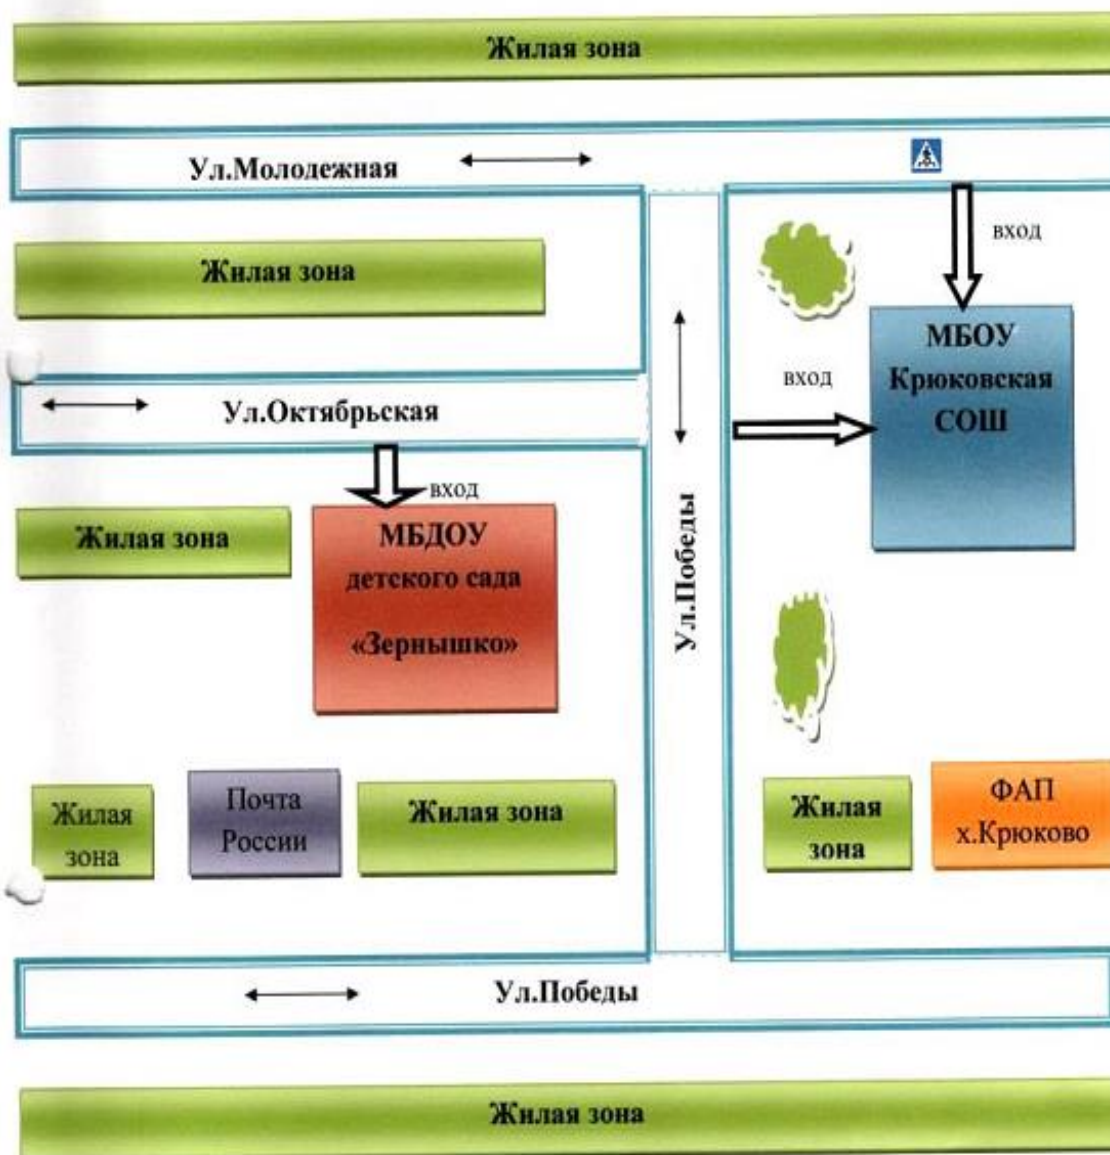 Жилая зона
Ул.Молодежная
вход
Жилая зона
МБОУ
Крюковская
СОШ
вход
Ул.Октябрьская
вход
Жилая зона
МБДОУ
детского сада
«Зернышко»
Ул.Победы
Жилая
зона
Почта
России
Жилая зона
Жилая
зона
ФАП
х.Крюково
Ул.Победы
Жилая зона